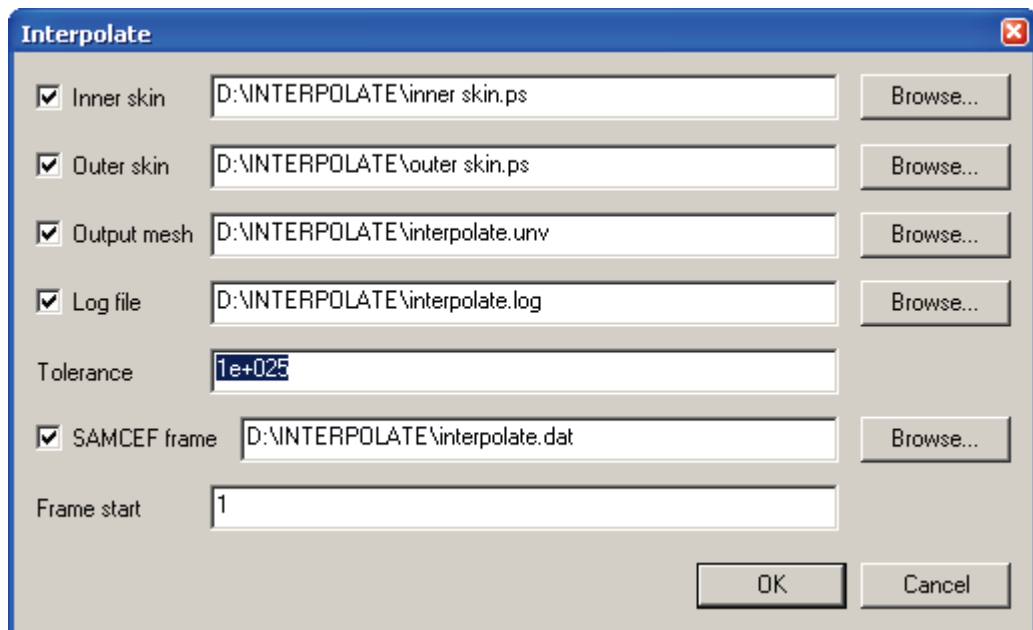 Interpolate
Inner skin D:\INTERPOLATE\inner skin.ps Browse...
Outer skin D:\INTERPOLATE\outer skin.ps Browse...
Output mesh D:\INTERPOLATE\interpolate.unv Browse...
Log file D:\INTERPOLATE\interpolate.log Browse...
Tolerance 1e+025
SAMCEF frame D:\INTERPOLATE\interpolate.dat Browse...
Frame start 1
OK Cancel